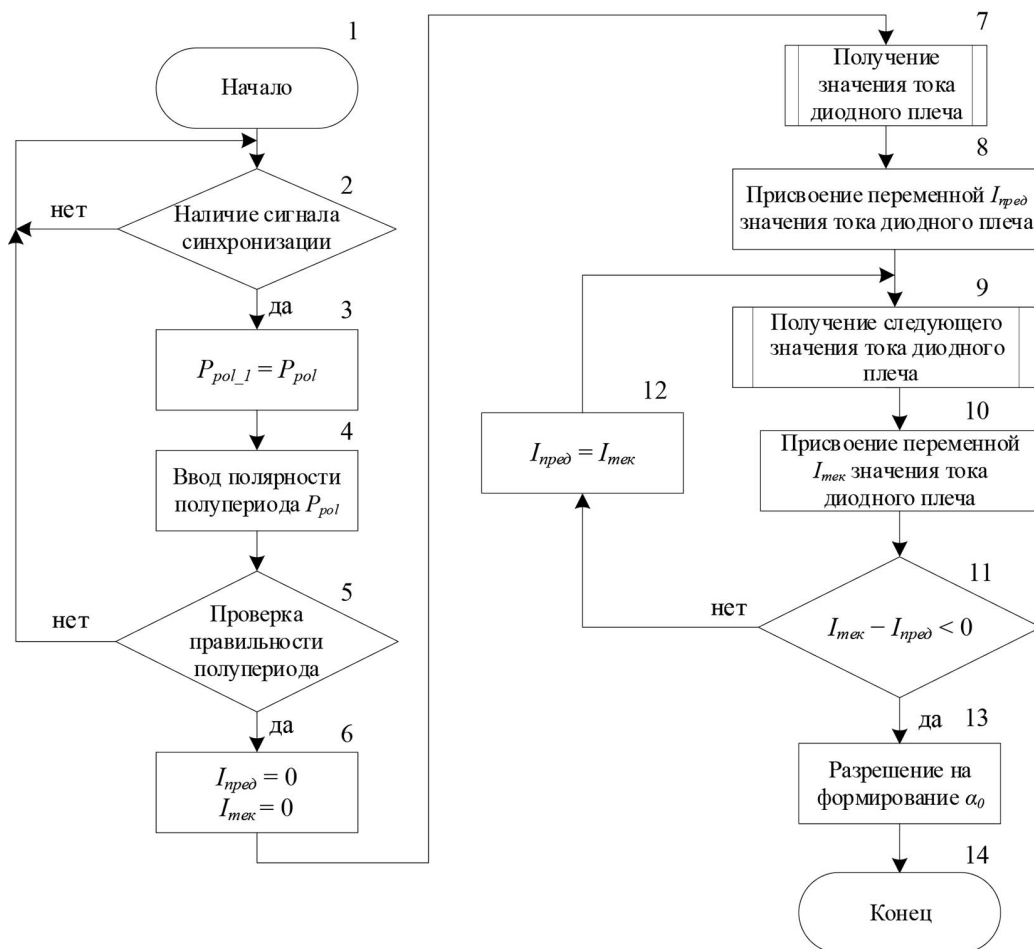 1
Начало
2
Наличие сигнала
синхронизации
нет
да
3
P_pol_1 = P_pol
4
Ввод полярности
полупериода P_pol
5
Проверка
правильности
полупериода
нет
да
6
I_пред = 0
I_тек = 0
7
Получение
значения тока
диодного плеча
8
Присвоение переменной I_пред
значения тока диодного плеча
9
Получение следующего
значения тока диодного
плеча
10
Присвоение переменной
I_тек значения тока
диодного плеча
11
I_тек − I_пред < 0
нет
12
I_пред = I_тек
да
13
Разрешение на
формирование α_0
14
Конец